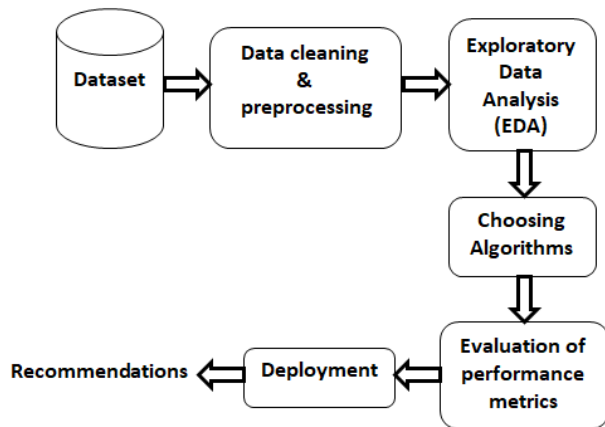 Dataset
Data cleaning
&
preprocessing
Exploratory
Data
Analysis
(EDA)
Choosing
Algorithms
Evaluation of
performance
metrics
Deployment
Recommendations